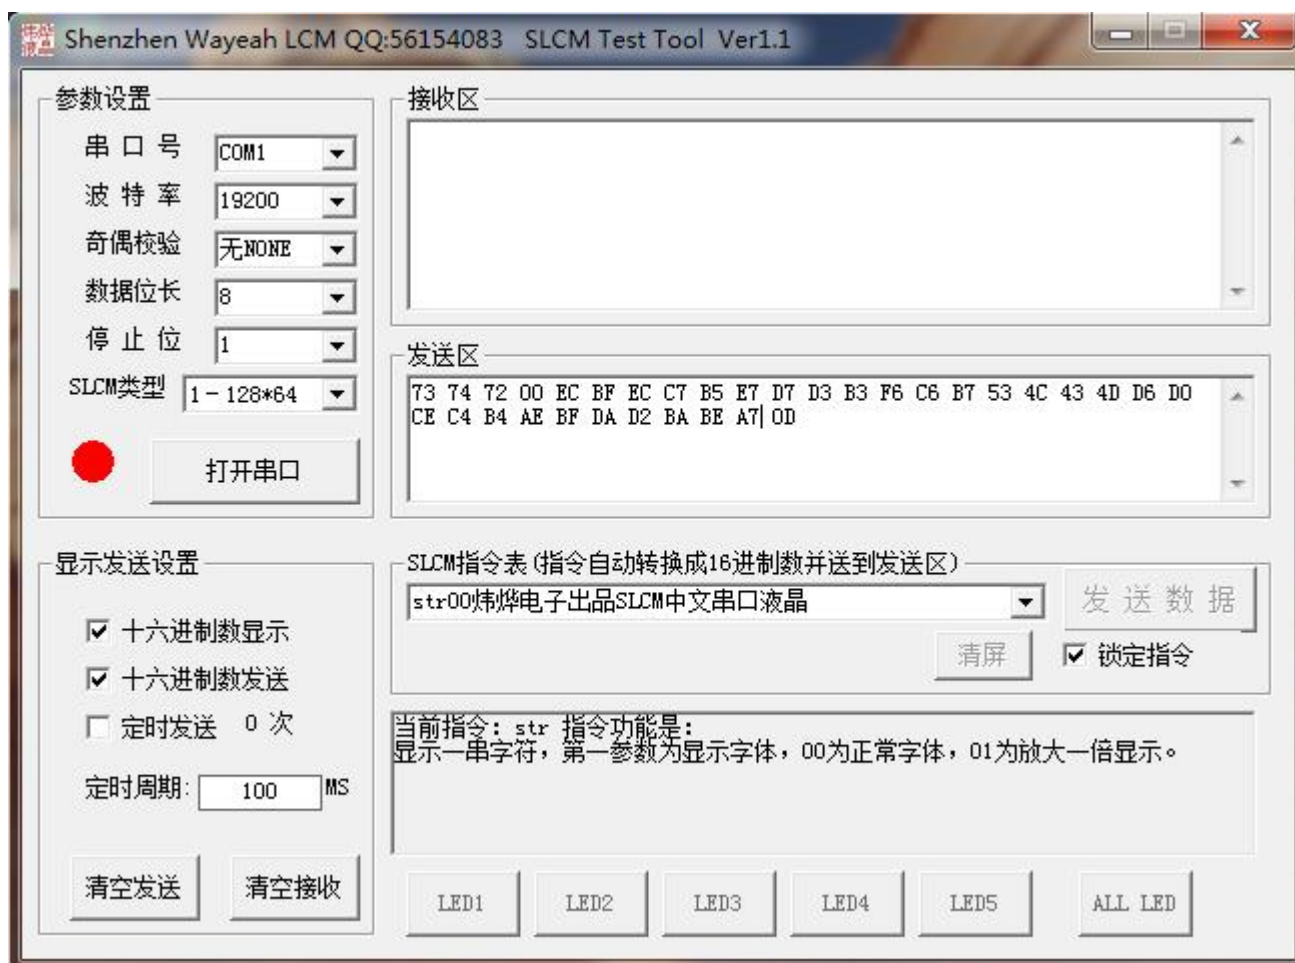 Shenzhen Wayeah LCM QQ:56154083 SLCM Test Tool Ver1.1
参数设置
串 口 号 COM1
波 特 率 19200
奇偶校验 无NONE
数据位长 8
停 止 位 1
SLCM类型 1－128*64
打开串口
接收区
发送区
73 74 72 00 EC BF EC C7 B5 E7 D7 D3 B3 F6 C6 B7 53 4C 43 4D D6 D0
CE C4 B4 AE BF DA D2 BA BE A7 0D
显示发送设置
十六进制数显示
十六进制数发送
定时发送 0 次
定时周期: 100 MS
清空发送 清空接收
SLCM指令表(指令自动转换成16进制数并送到发送区)
str00炜烨电子出品SLCM中文串口液晶
发 送 数 据
清屏
锁定指令
当前指令: str 指令功能是:
显示一串字符，第一参数为显示字体，00为正常字体，01为放大一倍显示。
LED1 LED2 LED3 LED4 LED5 ALL LED